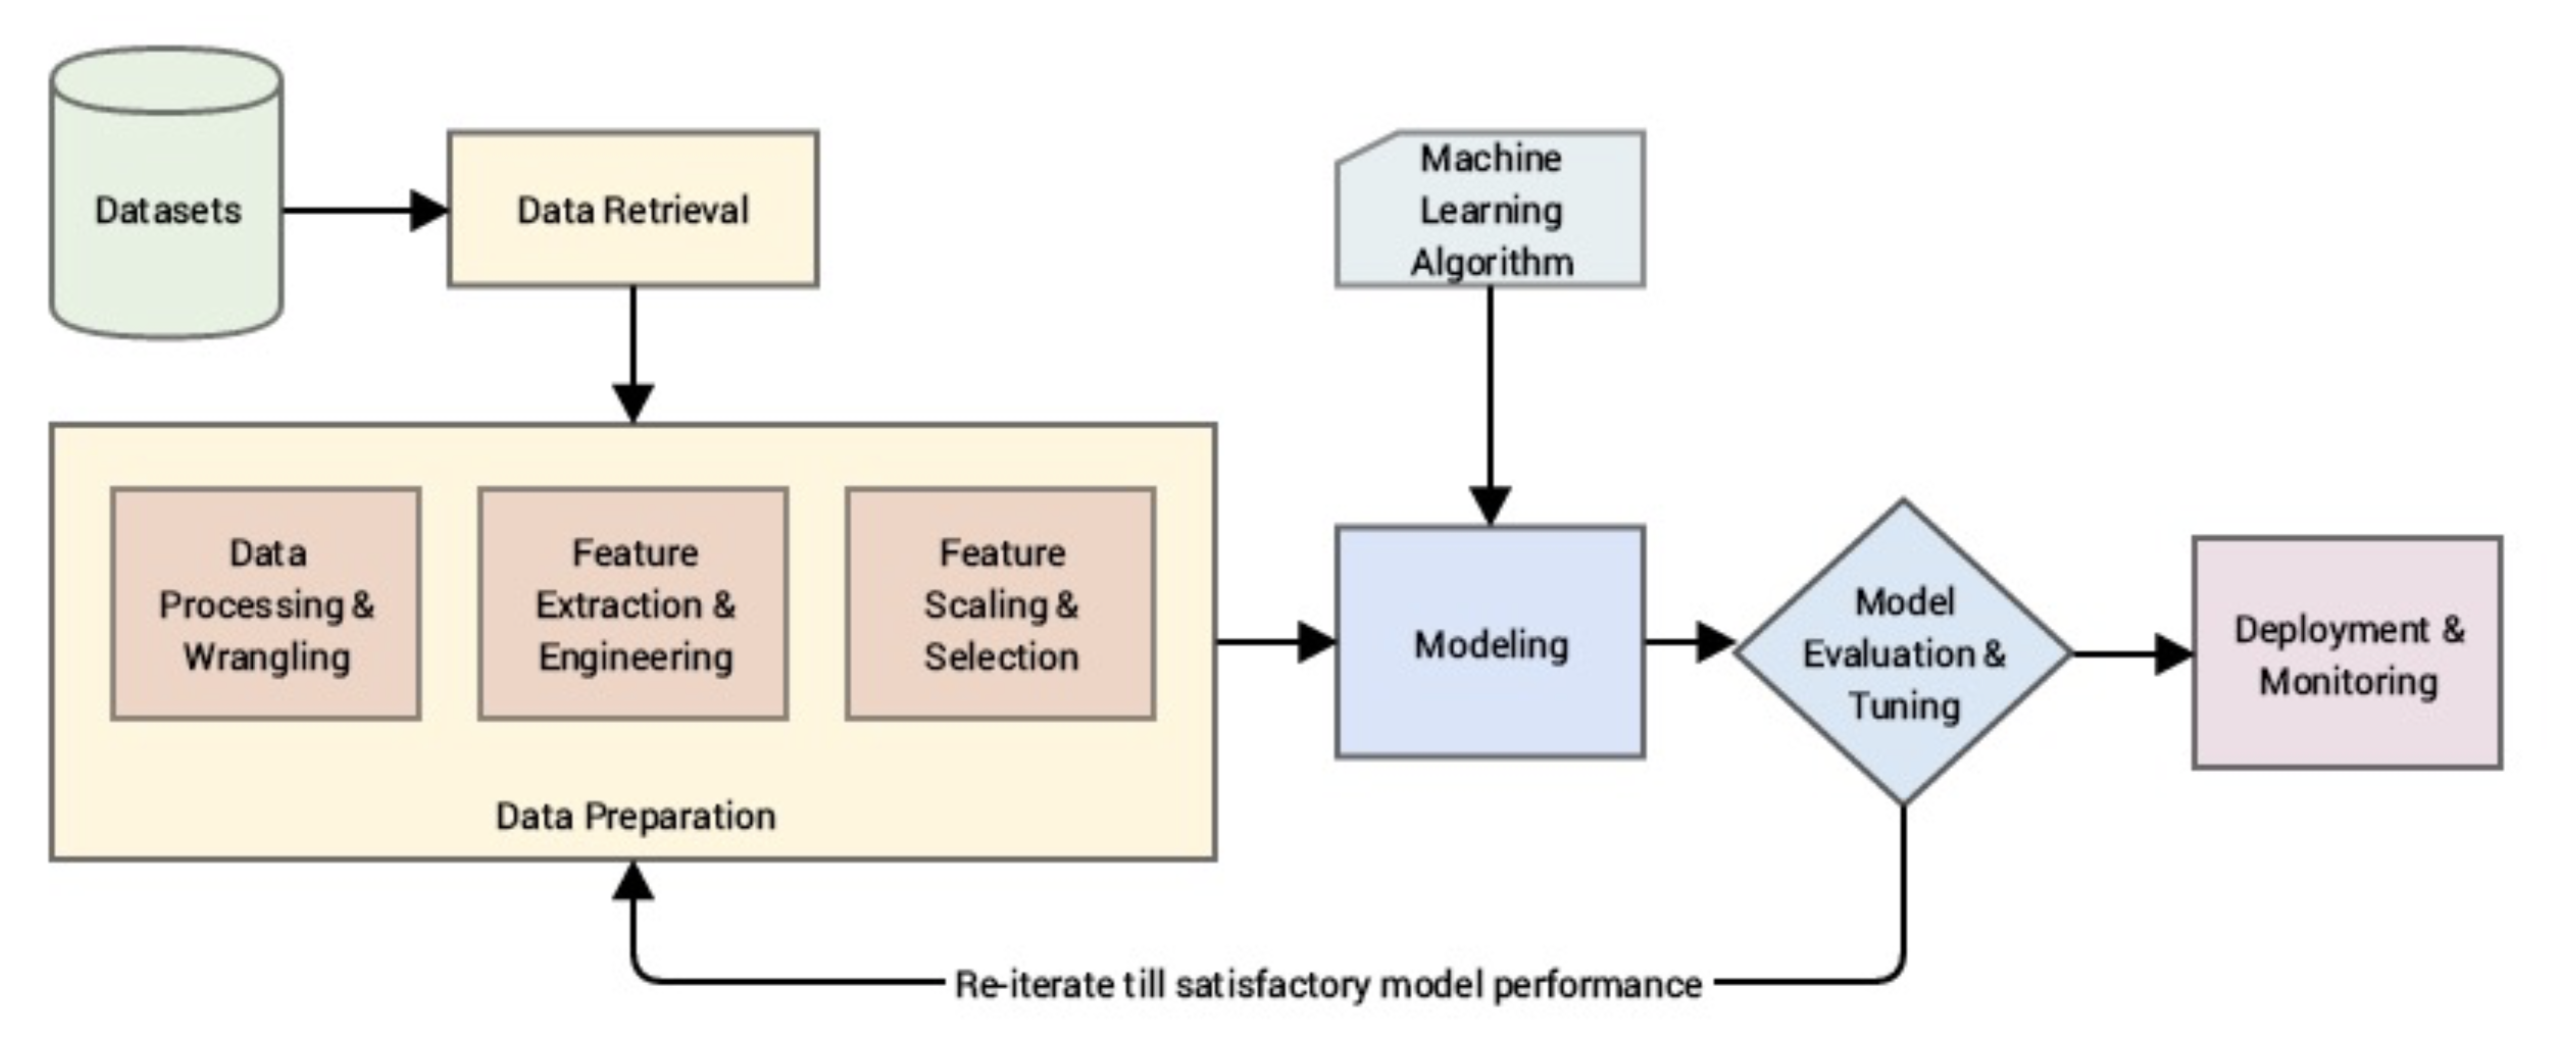 Datasets
Data Retrieval
Machine
Learning
Algorithm
Data
Processing &
Wrangling
Feature
Extraction &
Engineering
Feature
Scaling &
Selection
Data Preparation
Modeling
Model
Evaluation &
Tuning
Deployment &
Monitoring
Re-iterate till satisfactory model performance